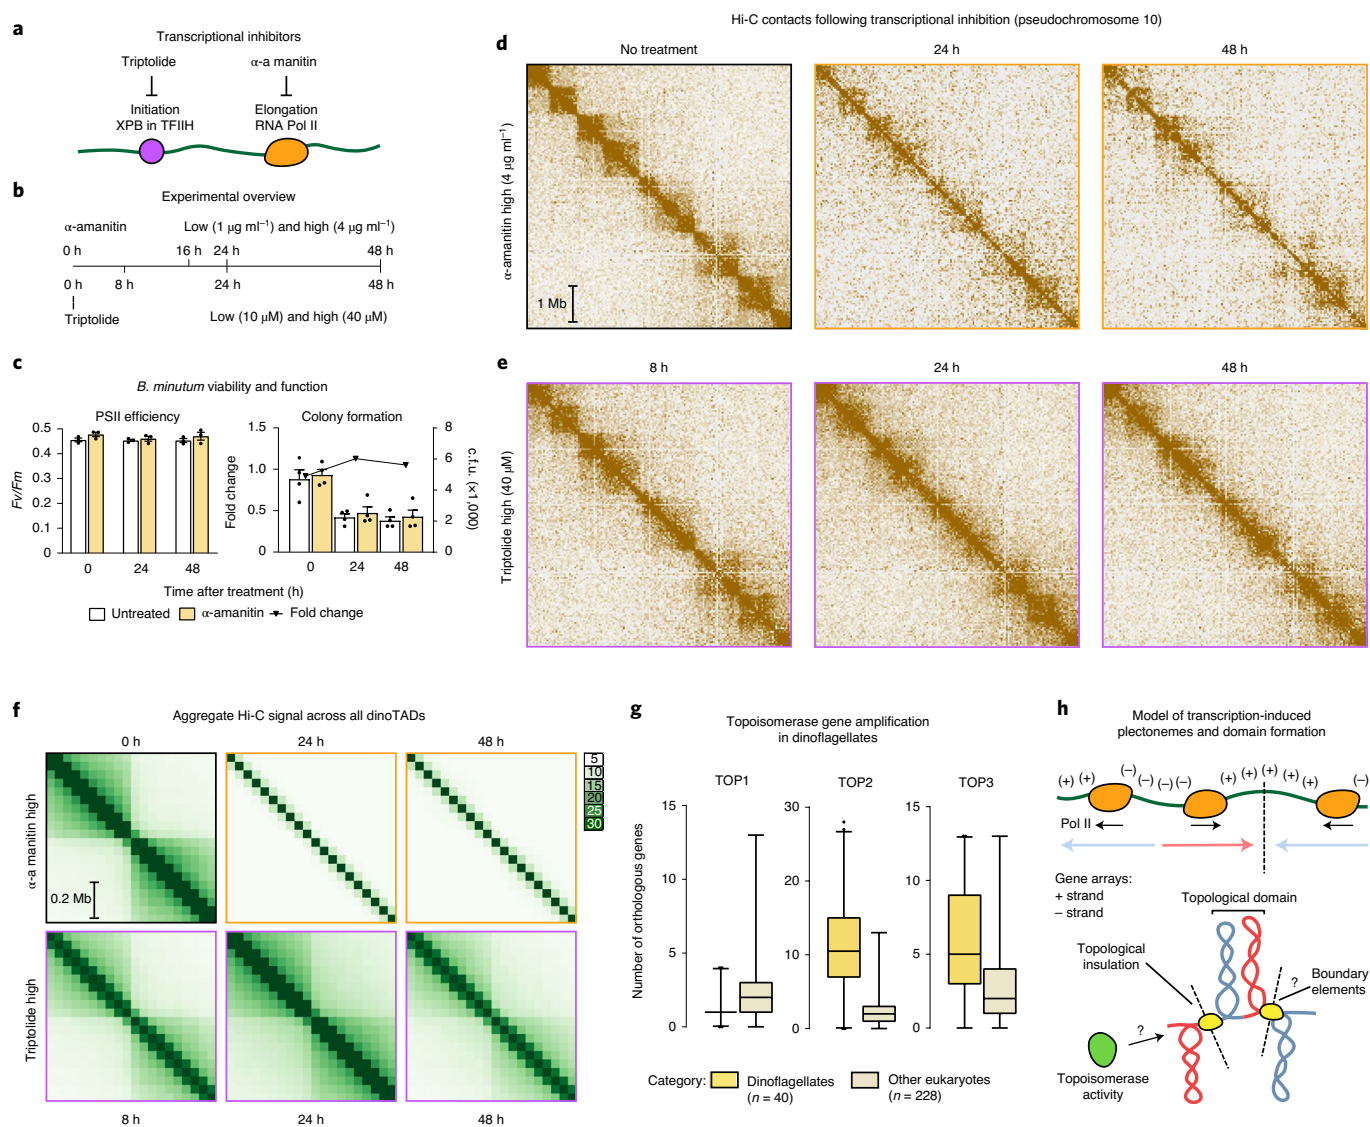 a
Transcriptional inhibitors
Triptolide
α-a manitin
Initiation
XPB in TFIIH
Elongation
RNA Pol II
b
Experimental overview
α-amanitin
Low (1 µg ml⁻¹) and high (4 µg ml⁻¹)
0 h 16 h 24 h 48 h
0 h 8 h 24 h 48 h
Triptolide
Low (10 µM) and high (40 µM)
c
B. minutum viability and function
PSII efficiency
Fv/Fm
0.5
0.4
0.3
0.2
0.1
0
0 24 48
Colony formation
Fold change
1.5
1.0
0.5
0
c.f.u. (×1,000)
8
6
4
2
0
0 24 48
Time after treatment (h)
Untreated α-amanitin Fold change
Hi-C contacts following transcriptional inhibition (pseudochromosome 10)
d
No treatment 24 h 48 h
α-amanitin high (4 µg ml⁻¹)
1 Mb
e
8 h 24 h 48 h
Triptolide high (40 µM)
f
Aggregate Hi-C signal across all dinoTADs
0 h 24 h 48 h
α-a manitin high
0.2 Mb
5
10
15
20
25
30
Triptolide high
8 h 24 h 48 h
g
Topoisomerase gene amplification
in dinoflagellates
Number of orthologous genes
TOP1
15
10
5
0
TOP2
30
20
10
0
TOP3
15
10
5
0
Category: Dinoflagellates
(n = 40)
Other eukaryotes
(n = 228)
h
Model of transcription-induced
plectonemes and domain formation
(+) (+) (–) (–) (–) (–) (+) (+) (+) (+) (+) (–)
Pol II
Gene arrays:
+ strand
– strand
Topological domain
Topological
insulation
?
Boundary
elements
?
Topoisomerase
activity